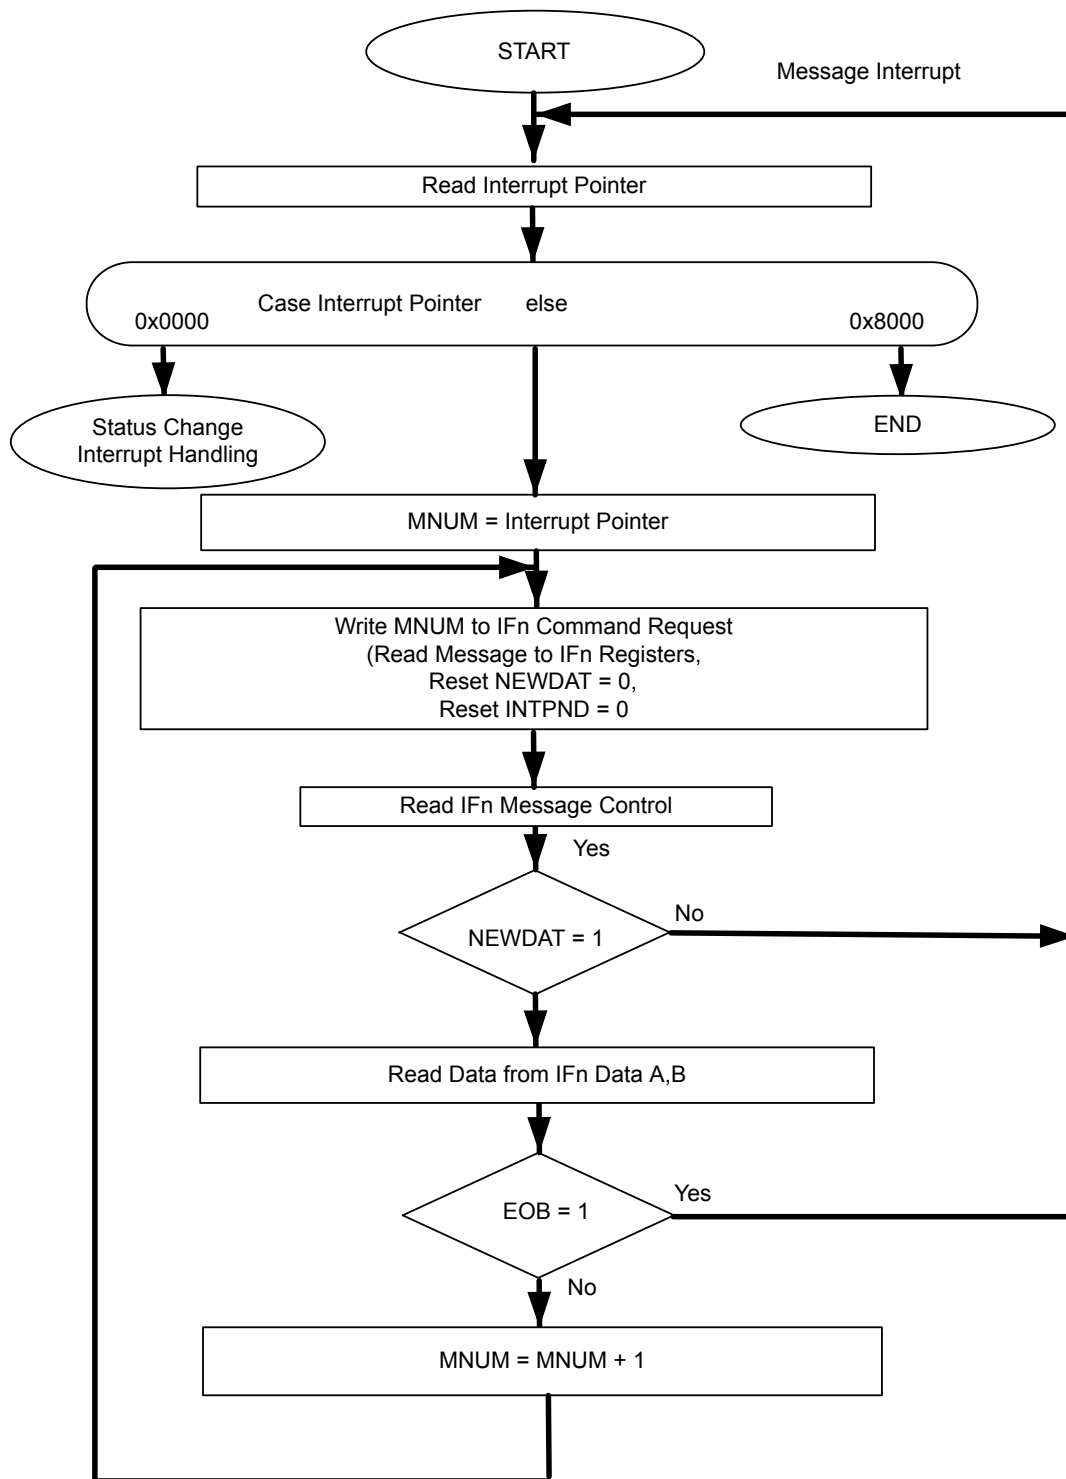 START
Message Interrupt
Read Interrupt Pointer
Case Interrupt Pointer else
0x0000
0x8000
Status Change
Interrupt Handling
END
MNUM = Interrupt Pointer
Write MNUM to IFn Command Request
(Read Message to IFn Registers,
Reset NEWDAT = 0,
Reset INTPND = 0
Read IFn Message Control
Yes
No
NEWDAT = 1
Read Data from IFn Data A,B
Yes
EOB = 1
No
MNUM = MNUM + 1